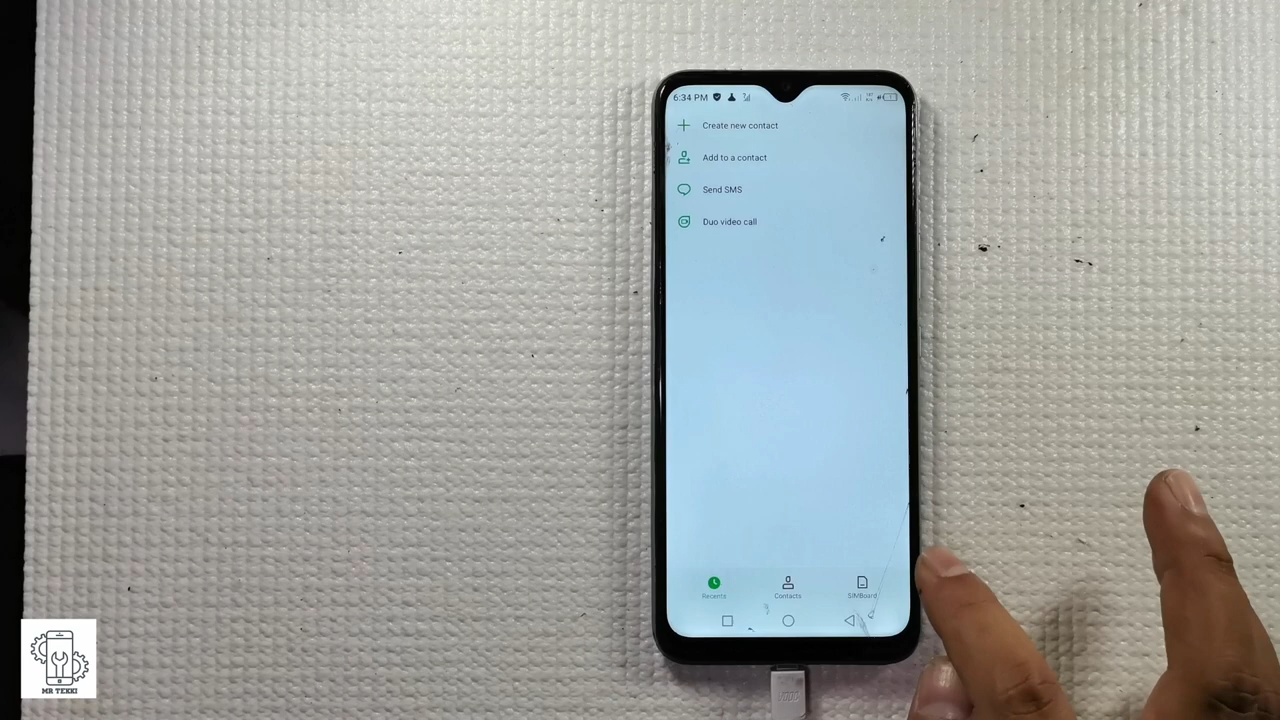 6:34 PM
Create new contact
Add to a contact
Send SMS
Duo video call
Recents
Contacts
SIMBoard
MR TEKKI